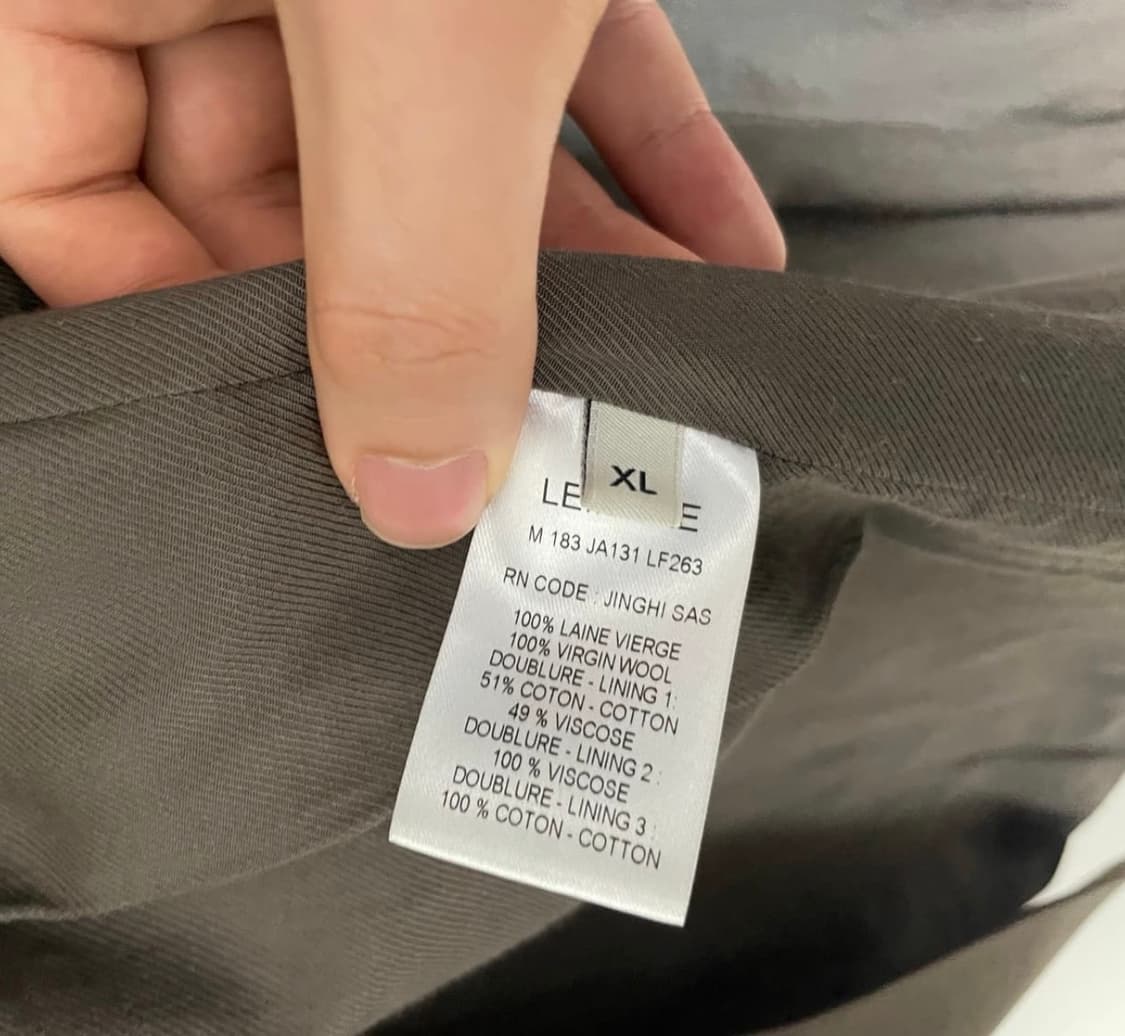 XL
LE E
M 183 JA131 LF263
RN CODE : JINGHI SAS
100% LAINE VIERGE
100% VIRGIN WOOL
DOUBLURE - LINING 1:
51% COTON - COTTON
49 % VISCOSE
DOUBLURE - LINING 2 :
100 % VISCOSE
DOUBLURE - LINING 3 :
100 % COTON - COTTON